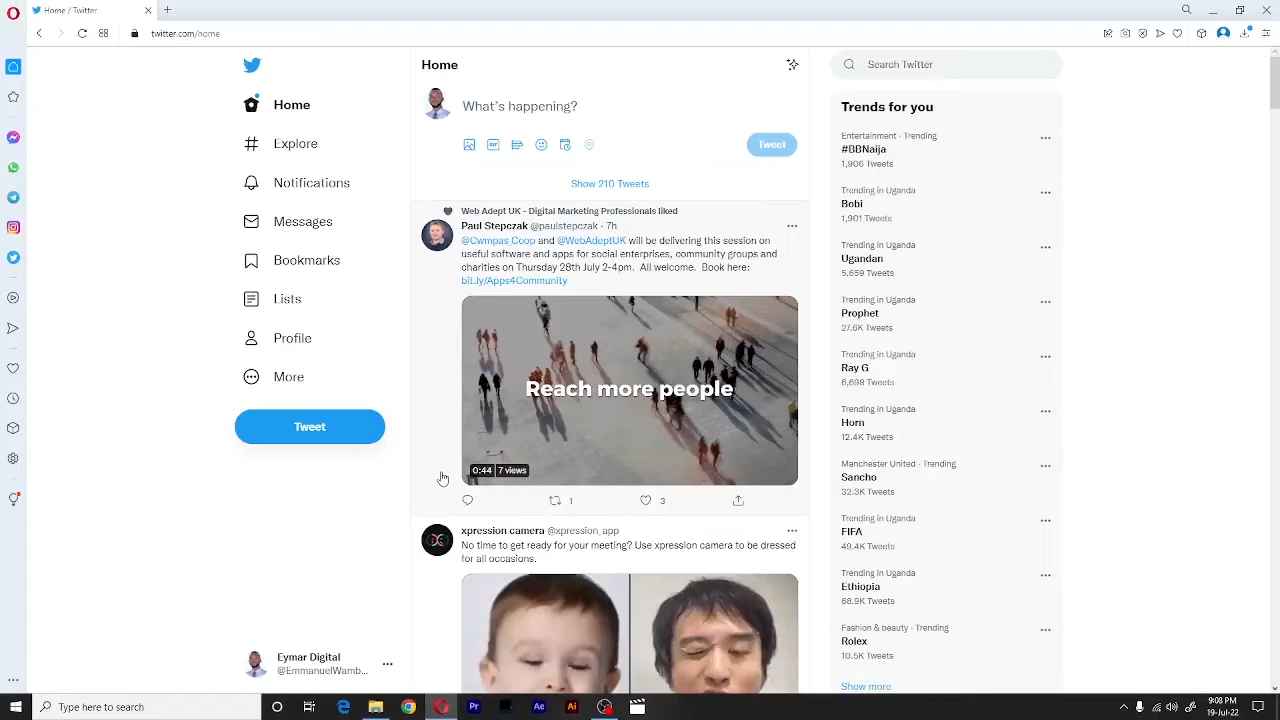 Home / Twitter
twitter.com/home
Home
Explore
Notifications
Messages
Bookmarks
Lists
Profile
More
Tweet
Eymar Digital
@EmmanuelWamb...
Home
What's happening?
Tweet
Show 210 Tweets
Web Adept UK - Digital Marketing Professionals liked
Paul Stepczak @paulstepczak · 7h
@Cwmpas_Coop and @WebAdeptUK will be delivering this session on
useful software and apps for social enterprises, community groups and
charities on Thursday 28th July 2-4pm. All welcome. Book here:
bit.ly/Apps4Community
Reach more people
0:44 7 views
1
3
xpression camera @xpression_app
No time to get ready for your meeting? Use xpression camera to be dressed
for all occasions.
Search Twitter
Trends for you
Entertainment · Trending
#BBNaija
1,906 Tweets
Trending in Uganda
Bobi
1,901 Tweets
Trending in Uganda
Ugandan
5,659 Tweets
Trending in Uganda
Prophet
27.6K Tweets
Trending in Uganda
Ray G
6,698 Tweets
Trending in Uganda
Horn
12.4K Tweets
Manchester United · Trending
Sancho
32.3K Tweets
Trending in Uganda
FIFA
49.4K Tweets
Trending in Uganda
Ethiopia
68.9K Tweets
Fashion & beauty · Trending
Rolex
10.5K Tweets
Show more
Type here to search
Pr
Ae
Ai
9:08 PM
19-Jul-22